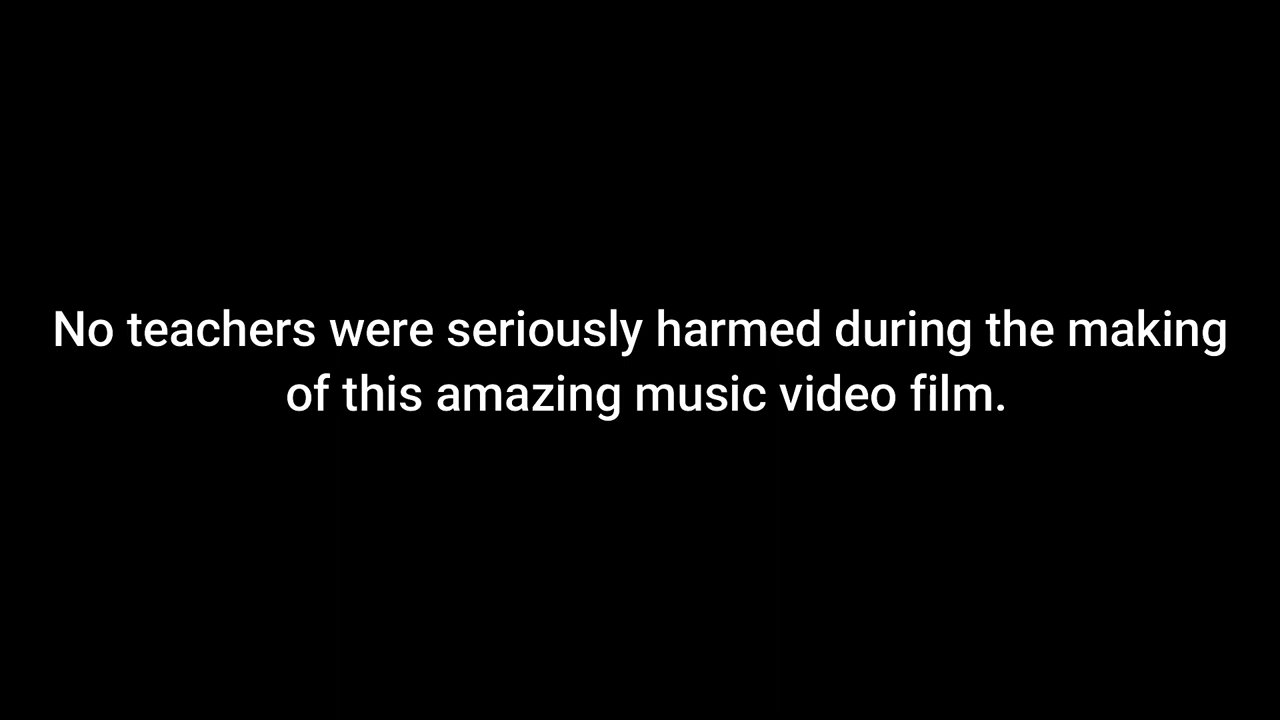 No teachers were seriously harmed during the making
of this amazing music video film.